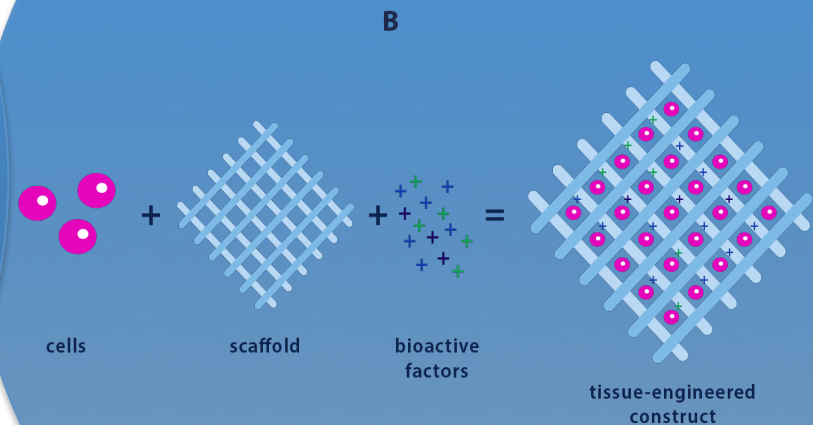 B
+
+
=
cells
scaffold
bioactive
factors
tissue-engineered
construct